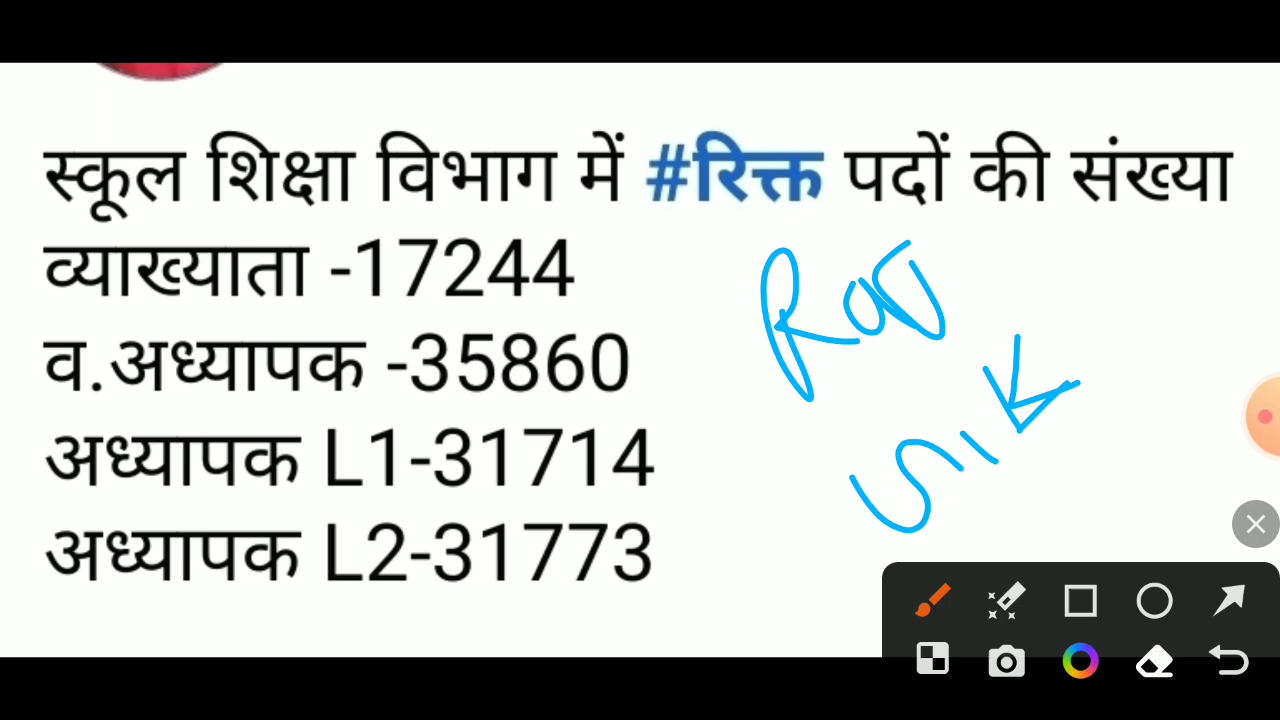 स्कूल शिक्षा विभाग में #रिक्त पदों की संख्या
व्याख्याता -17244
व.अध्यापक -35860
अध्यापक L1-31714
अध्यापक L2-31773